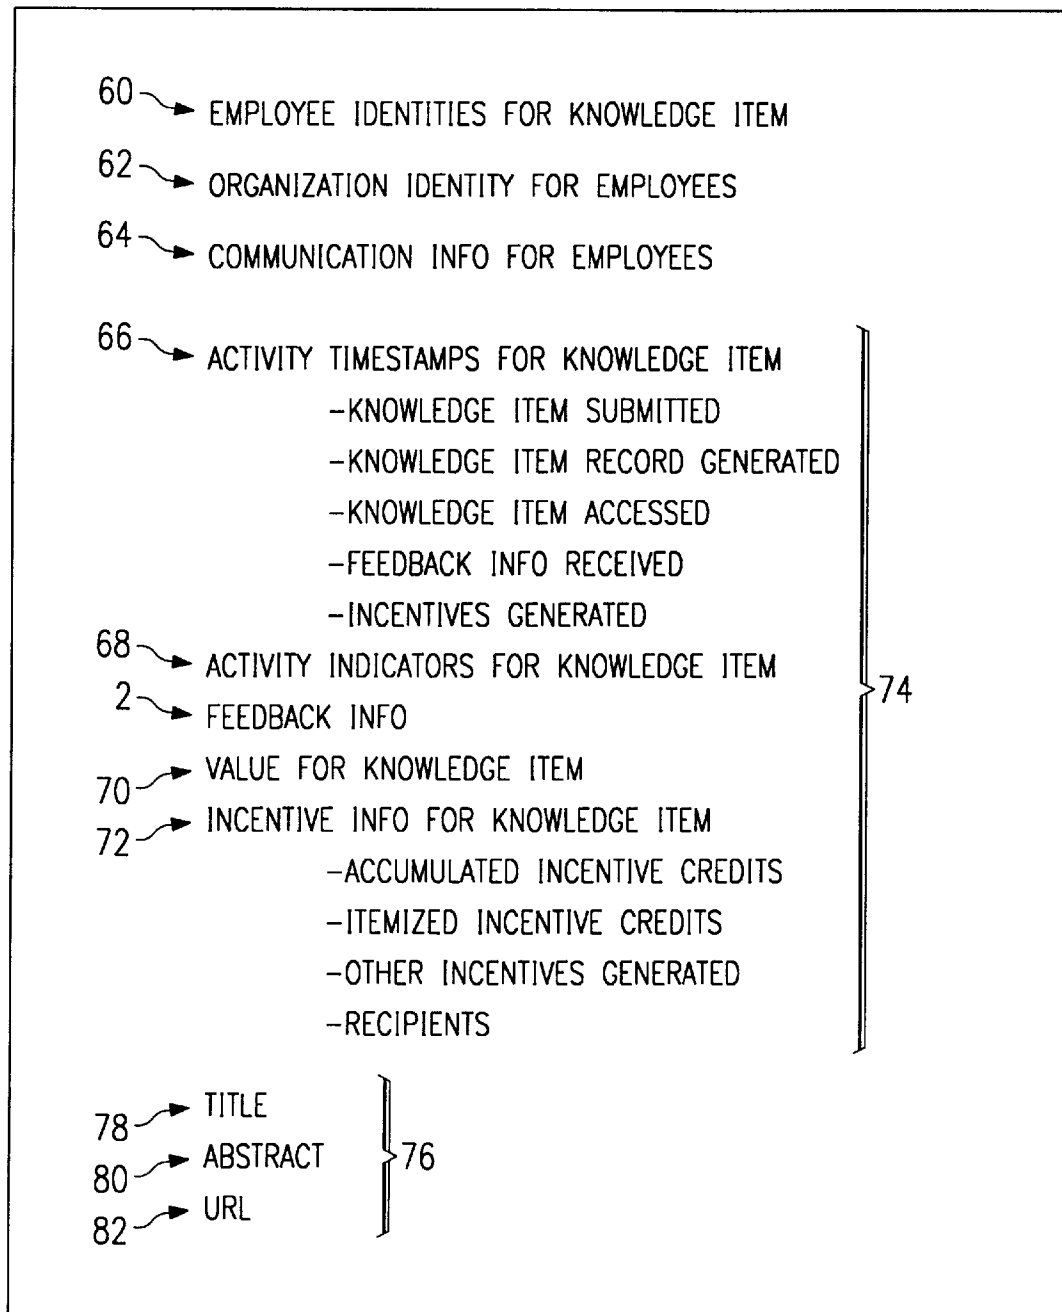 60 EMPLOYEE IDENTITIES FOR KNOWLEDGE ITEM
62 ORGANIZATION IDENTITY FOR EMPLOYEES
64 COMMUNICATION INFO FOR EMPLOYEES
66 ACTIVITY TIMESTAMPS FOR KNOWLEDGE ITEM
-KNOWLEDGE ITEM SUBMITTED
-KNOWLEDGE ITEM RECORD GENERATED
-KNOWLEDGE ITEM ACCESSED
-FEEDBACK INFO RECEIVED
-INCENTIVES GENERATED
68 ACTIVITY INDICATORS FOR KNOWLEDGE ITEM
74
2 FEEDBACK INFO
70 VALUE FOR KNOWLEDGE ITEM
72 INCENTIVE INFO FOR KNOWLEDGE ITEM
-ACCUMULATED INCENTIVE CREDITS
-ITEMIZED INCENTIVE CREDITS
-OTHER INCENTIVES GENERATED
-RECIPIENTS
78 TITLE
80 ABSTRACT
76
82 URL